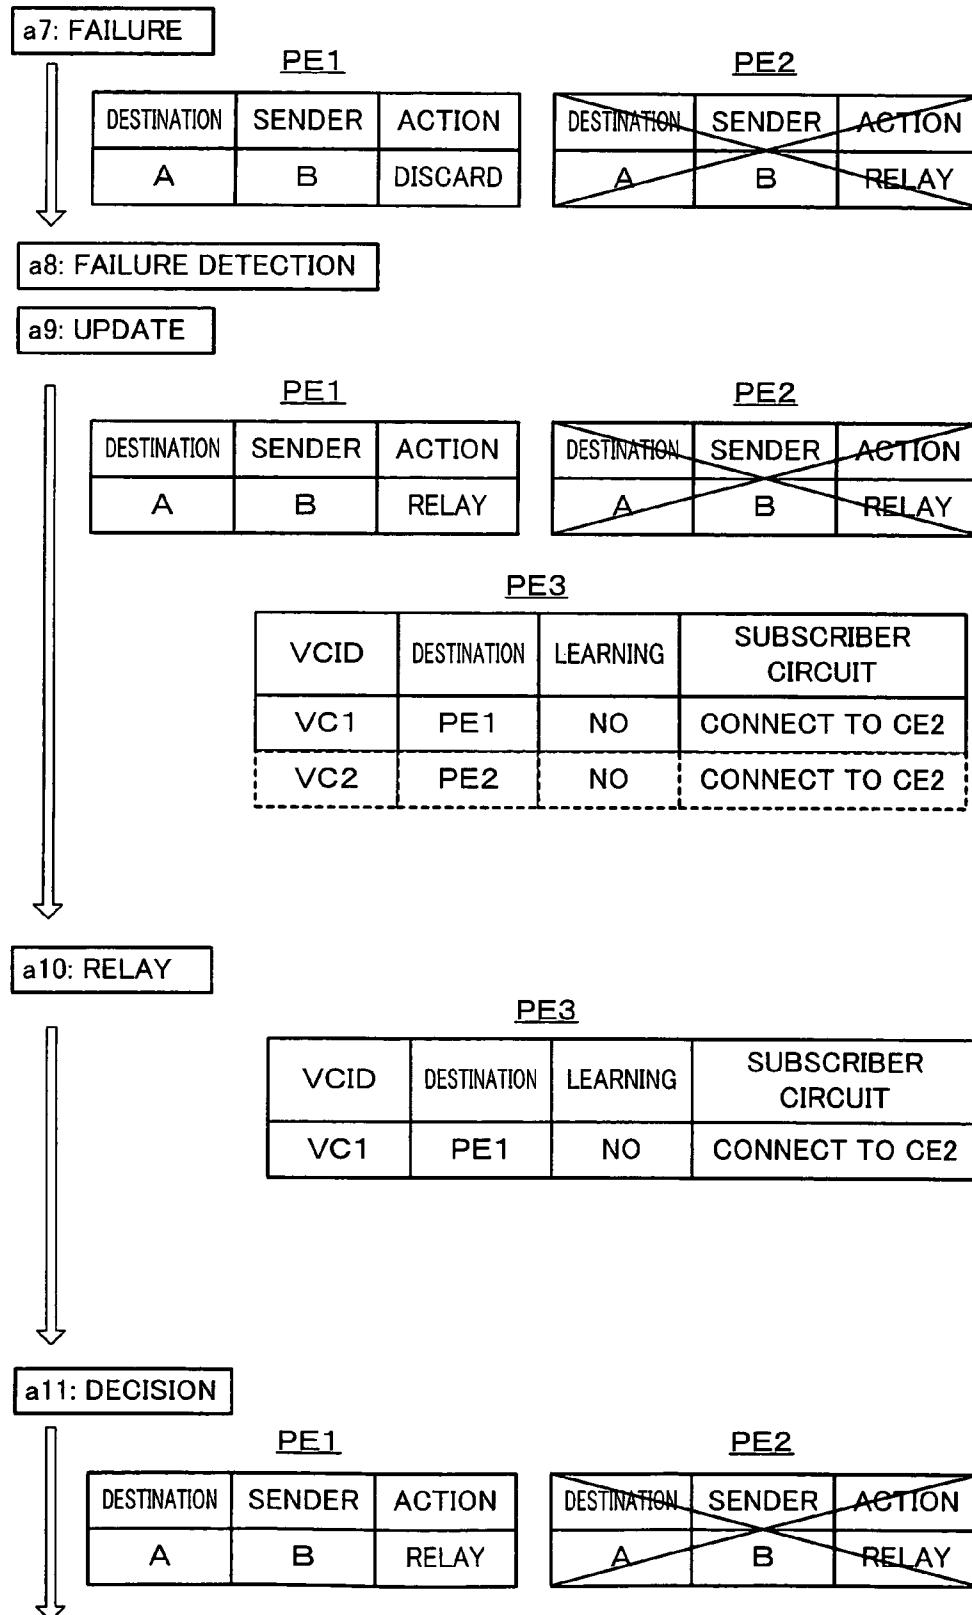 a7: FAILURE
PE1
PE2
DESTINATION SENDER ACTION
A B DISCARD
DESTINATION SENDER ACTION
A B RELAY
a8: FAILURE DETECTION
a9: UPDATE
PE1
PE2
DESTINATION SENDER ACTION
A B RELAY
DESTINATION SENDER ACTION
A B RELAY
PE3
VCID DESTINATION LEARNING SUBSCRIBER
CIRCUIT
VC1 PE1 NO CONNECT TO CE2
VC2 PE2 NO CONNECT TO CE2
a10: RELAY
PE3
VCID DESTINATION LEARNING SUBSCRIBER
CIRCUIT
VC1 PE1 NO CONNECT TO CE2
a11: DECISION
PE1
PE2
DESTINATION SENDER ACTION
A B RELAY
DESTINATION SENDER ACTION
A B RELAY